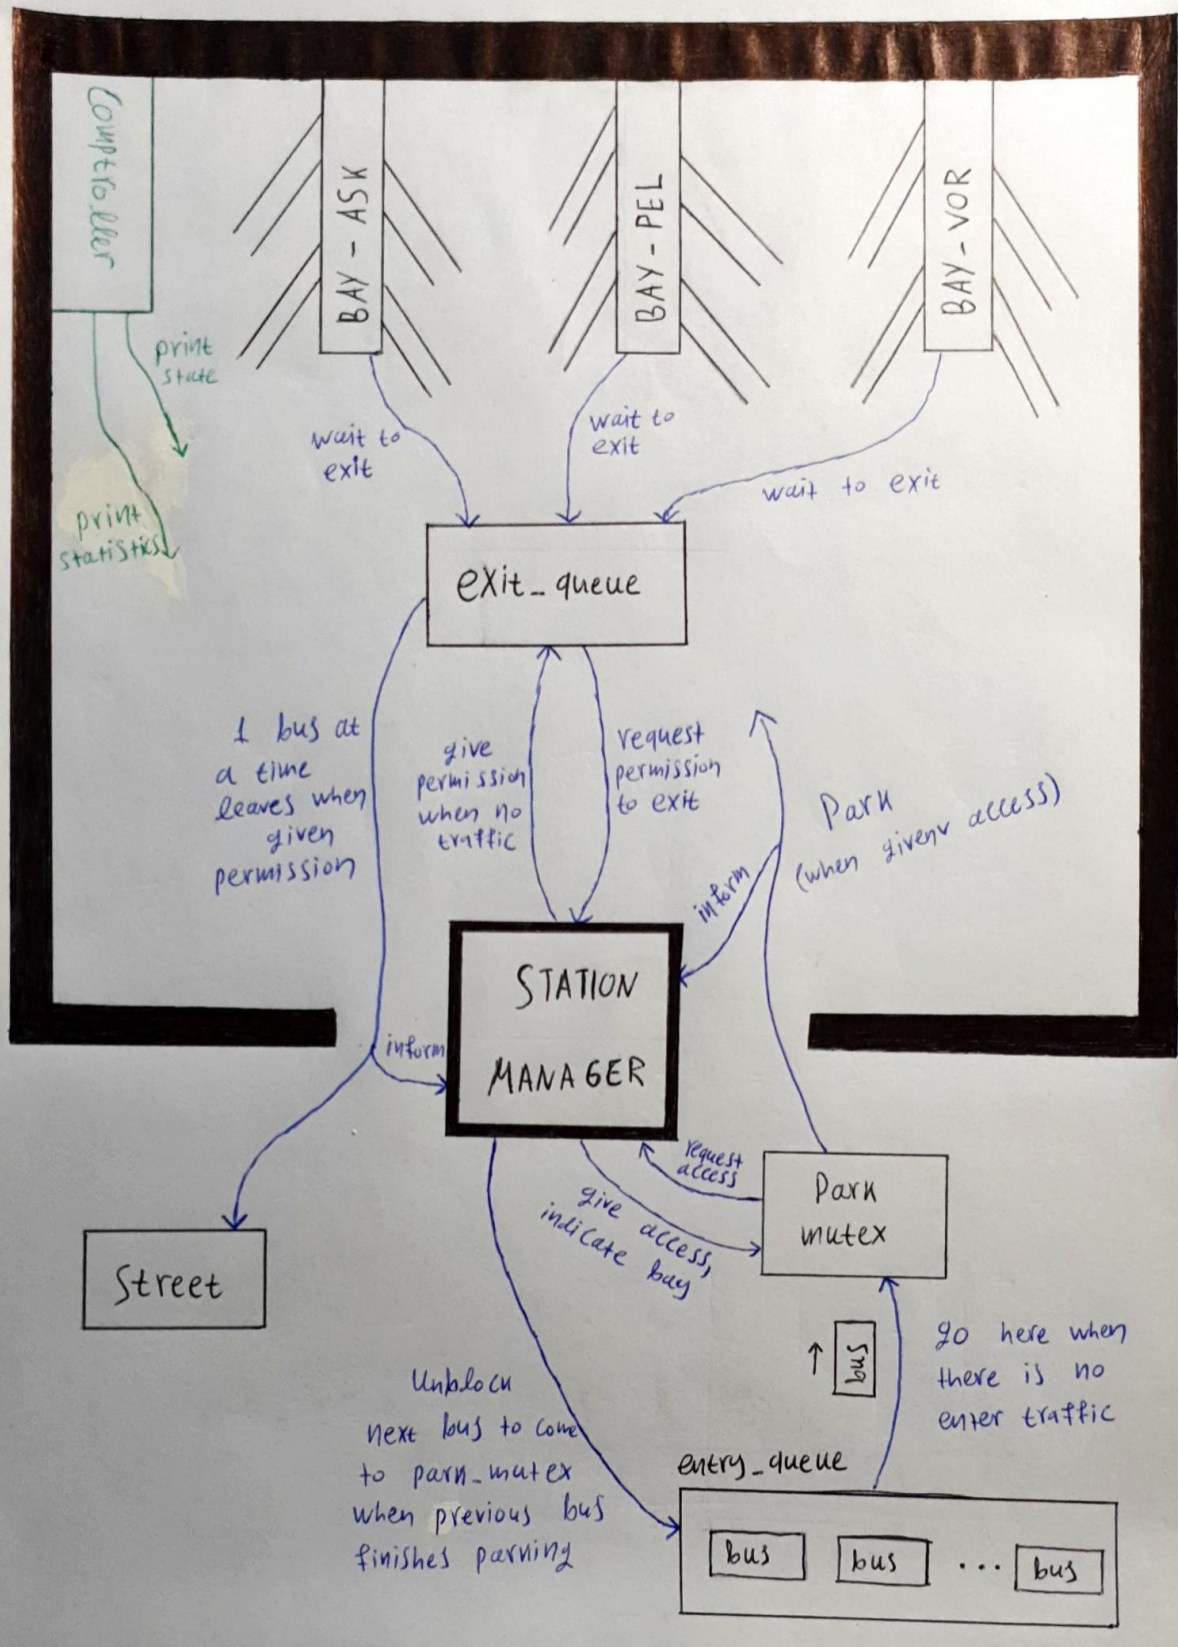 Comptroller
BAY - ASK
BAY - PEL
BAY - VOR
print
state
print
statistics
wait to
exit
wait to
exit
wait to exit
exit_queue
1 bus at
a time
leaves when
given
permission
give
permission
when no
traffic
request
permission
to exit
Park
(when given access)
inform
STATION
MANAGER
inform
request
access
give access,
indicate bay
Park
mutex
Street
bus
go here when
there is no
enter traffic
Unblock
next bus to come
to park_mutex
when previous bus
finishes parking
entry_queue
bus
bus
...
bus